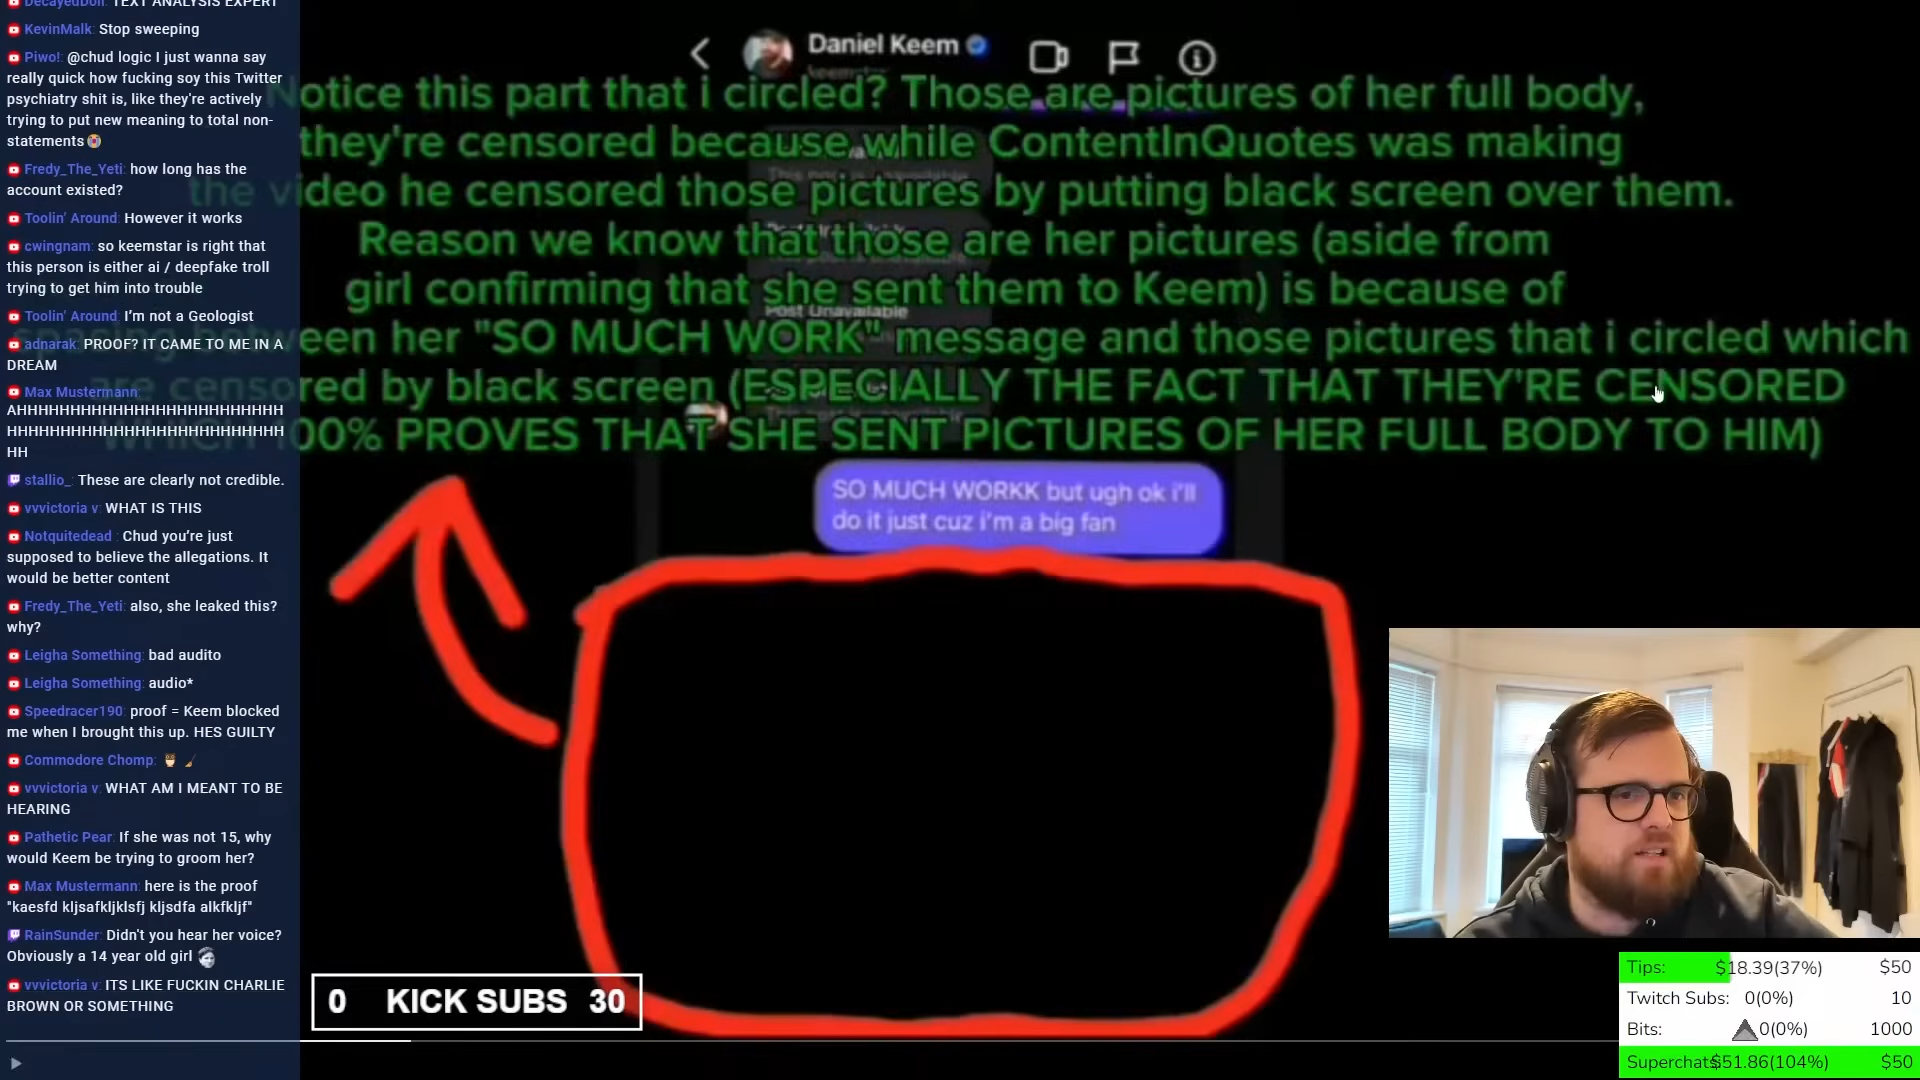 DecayedDoll: TEXT ANALYSIS EXPERT
KevinMalk: Stop sweeping
Piwo!: @chud logic I just wanna say
really quick how fucking soy this Twitter
psychiatry shit is, like they're actively
trying to put new meaning to total non-
statements
Fredy_The_Yeti: how long has the
account existed?
Toolin' Around: However it works
cwingnam: so keemstar is right that
this person is either ai / deepfake troll
trying to get him into trouble
Toolin' Around: I'm not a Geologist
adnarak: PROOF? IT CAME TO ME IN A
DREAM
Max Mustermann:
AHHHHHHHHHHHHHHHHHHHHHHHHH
HHHHHHHHHHHHHHHHHHHHHHHHHH
HH
stallio_: These are clearly not credible.
vvvictoria v: WHAT IS THIS
Notquitedead : Chud you're just
supposed to believe the allegations. It
would be better content
Fredy_The_Yeti: also, she leaked this?
why?
Leigha Something: bad audito
Leigha Something: audio*
Speedracer190: proof = Keem blocked
me when I brought this up. HES GUILTY
Commodore Chomp:
vvvictoria v: WHAT AM I MEANT TO BE
HEARING
Pathetic Pear: If she was not 15, why
would Keem be trying to groom her?
Max Mustermann: here is the proof
"kaesfd kljsafkljklsfj kljsdfa alkfkljf"
RainSunder: Didn't you hear her voice?
Obviously a 14 year old girl
vvvictoria v: ITS LIKE FUCKIN CHARLIE
BROWN OR SOMETHING
Daniel Keem
Notice this part that i circled? Those are pictures of her full body,
they're censored because while ContentInQuotes was making
the video he censored those pictures by putting black screen over them.
Reason we know that those are her pictures (aside from
girl confirming that she sent them to Keem) is because of
spasing between her "SO MUCH WORK" message and those pictures that i circled which
are censored by black screen (ESPECIALLY THE FACT THAT THEY'RE CENSORED
WHICH 100% PROVES THAT SHE SENT PICTURES OF HER FULL BODY TO HIM)
Post Unavailable
SO MUCH WORKK but ugh ok i'll
do it just cuz i'm a big fan
0 KICK SUBS 30
Tips: $18.39(37%) $50
Twitch Subs: 0(0%) 10
Bits: 0(0%) 1000
Superchats: $51.86(104%) $50